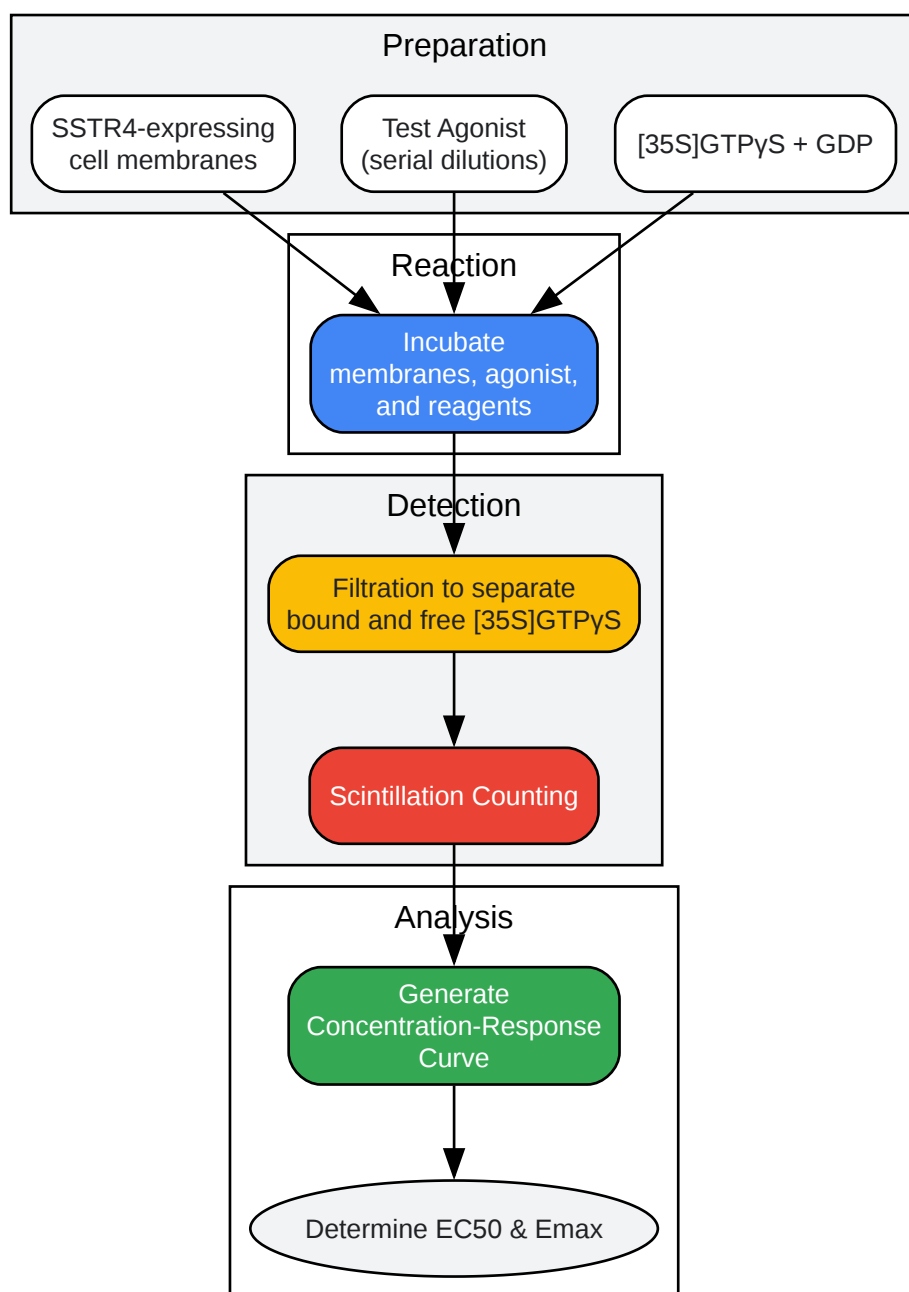 Preparation
SSTR4-expressing
cell membranes
Test Agonist
(serial dilutions)
[35S]GTPγS + GDP
Reaction
Incubate
membranes, agonist,
and reagents
Detection
Filtration to separate
bound and free [35S]GTPγS
Scintillation Counting
Analysis
Generate
Concentration-Response
Curve
Determine EC50 & Emax